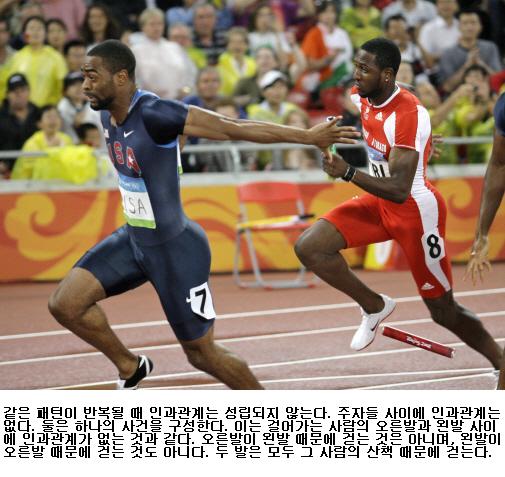 USA
USA
7
RI
8
Beijing 2008
같은 패턴이 반복될 때 인과관계는 성립되지 않는다. 주자들 사이에 인과관계는
없다. 둘은 하나의 사건을 구성한다. 이는 걸어가는 사람의 오른발과 왼발 사이
에 인과관계가 없는 것과 같다. 오른발이 왼발 때문에 걷는 것은 아니며, 왼발이
오른발 때문에 걷는 것도 아니다. 두 발은 모두 그 사람의 산책 때문에 걷는다.